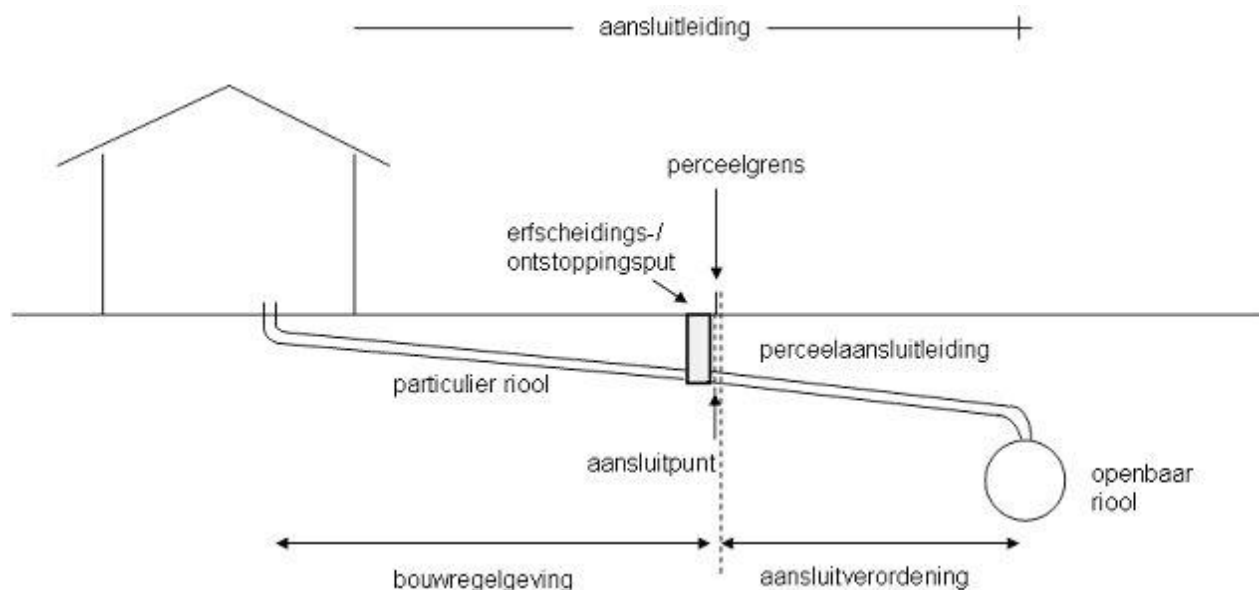 aansluitleiding
perceelgrens
erfscheidings-/
ontstoppingsput
perceelaansluitleiding
particulier riool
aansluitpunt
openbaar
riool
bouwregelgeving
aansluitverordening